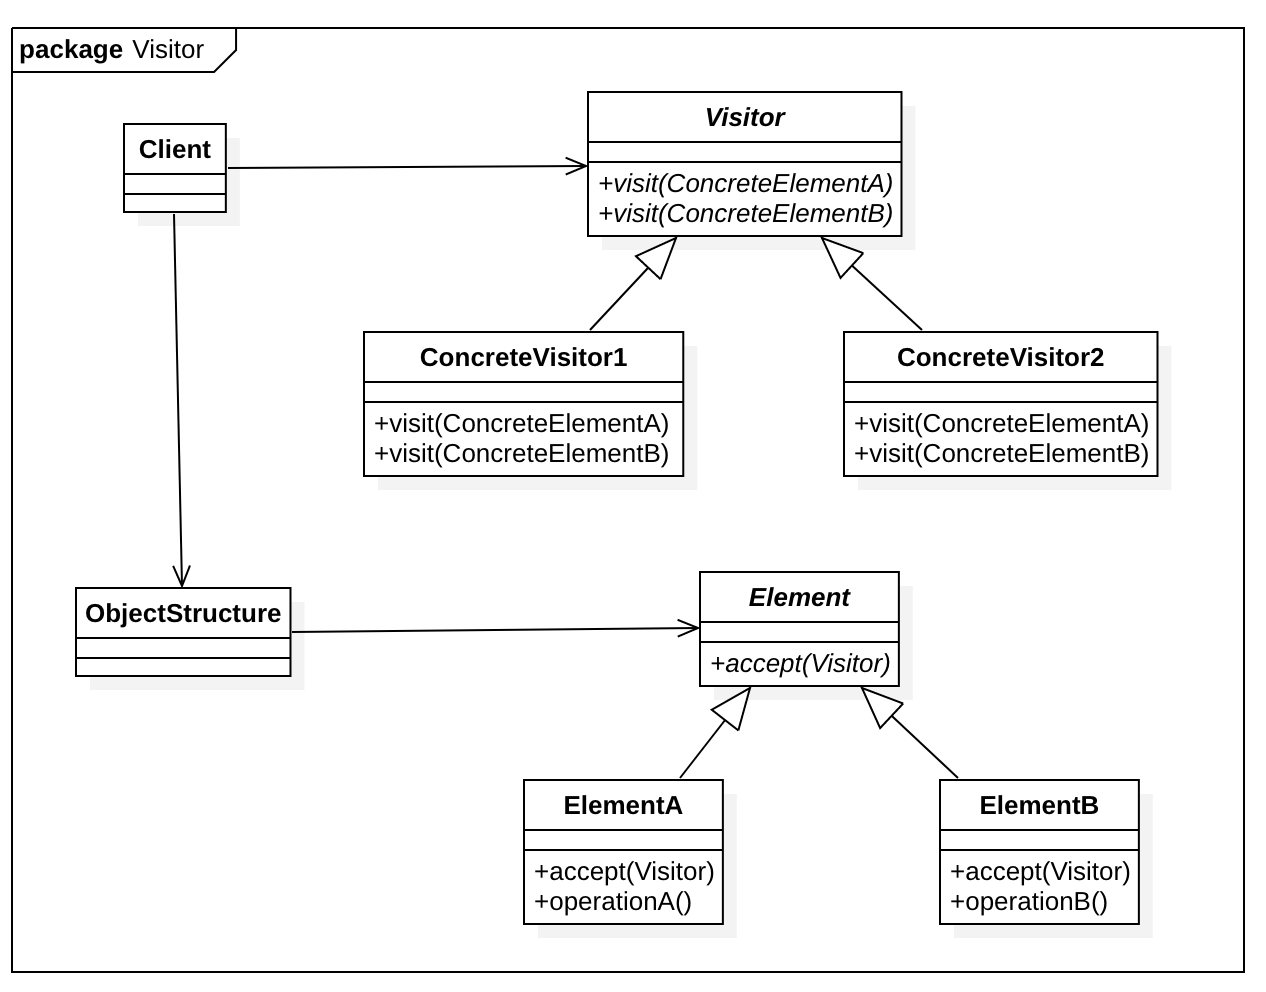 package Visitor
Client
Visitor
+visit(ConcreteElementA)
+visit(ConcreteElementB)
ConcreteVisitor1
+visit(ConcreteElementA)
+visit(ConcreteElementB)
ConcreteVisitor2
+visit(ConcreteElementA)
+visit(ConcreteElementB)
ObjectStructure
Element
+accept(Visitor)
ElementA
+accept(Visitor)
+operationA()
ElementB
+accept(Visitor)
+operationB()